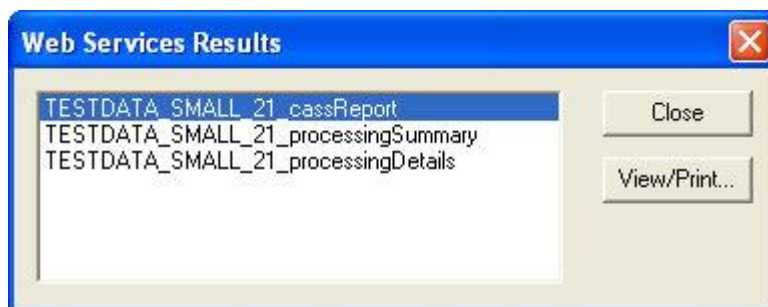 Web Services Results
TESTDATA_SMALL_21_cassReport
TESTDATA_SMALL_21_processingSummary
TESTDATA_SMALL_21_processingDetails
Close
View/Print...